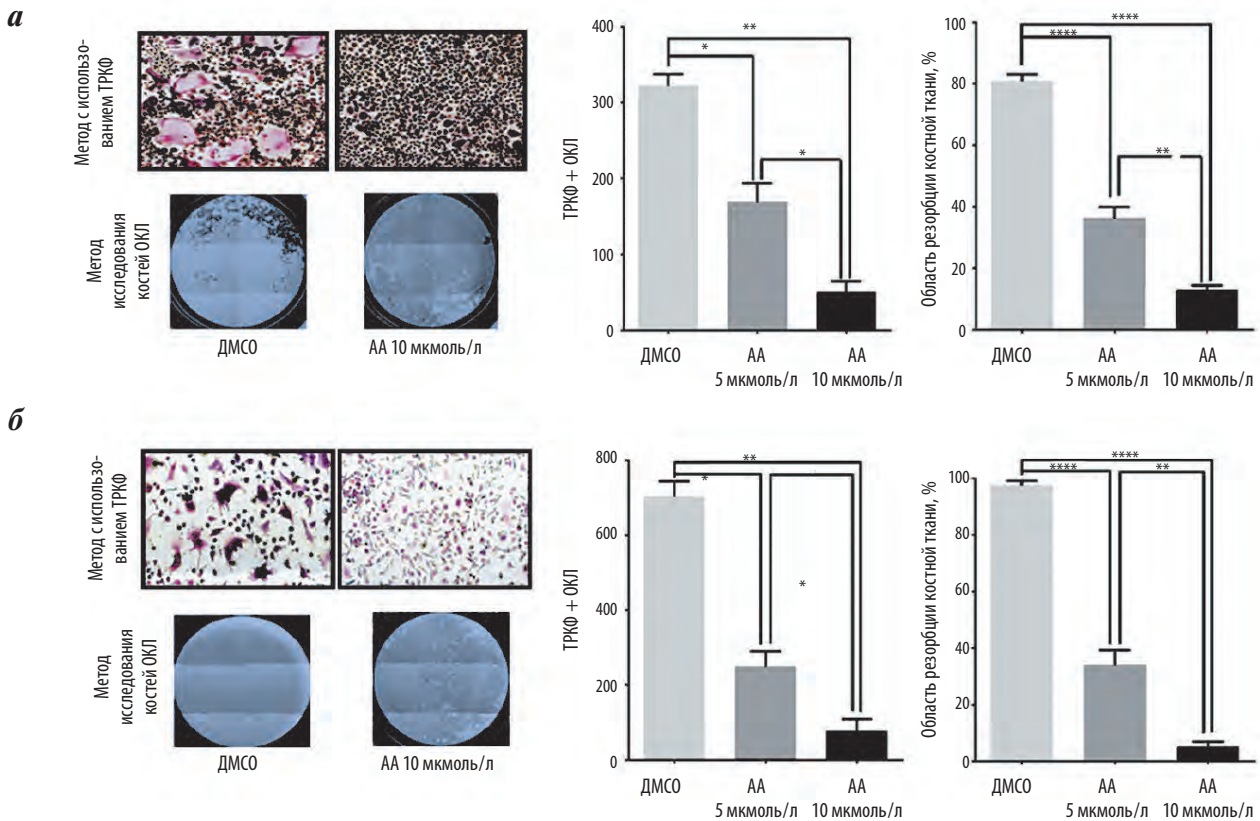 а
Метод с использо-
ванием ТРКФ
Метод
исследования
костей ОКЛ
ДМСО
АА 10 мкмоль/л
ТРКФ + ОКЛ
400
300
200
100
0
**
*
*
ДМСО
АА
5 мкмоль/л
АА
10 мкмоль/л
Область резорбции костной ткани, %
100
80
60
40
20
0
****
****
**
ДМСО
АА
5 мкмоль/л
АА
10 мкмоль/л
б
Метод с использо-
ванием ТРКФ
Метод
исследования
костей ОКЛ
ДМСО
АА 10 мкмоль/л
ТРКФ + ОКЛ
800
600
400
200
0
**
*
*
ДМСО
АА
5 мкмоль/л
АА
10 мкмоль/л
Область резорбции костной ткани, %
100
80
60
40
20
0
****
****
**
ДМСО
АА
5 мкмоль/л
АА
10 мкмоль/л